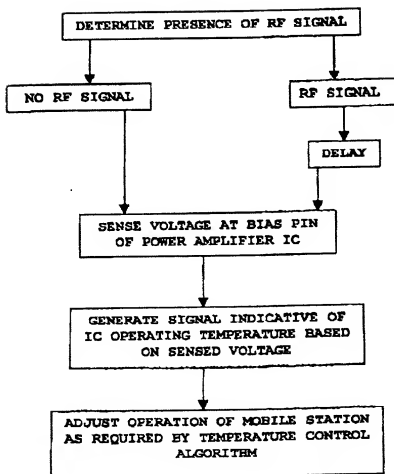 DETERMINE PRESENCE OF RF SIGNAL
NO RF SIGNAL
RF SIGNAL
DELAY
SENSE VOLTAGE AT BIAS PIN
OF POWER AMPLIFIER IC
GENERATE SIGNAL INDICATIVE OF
IC OPERATING TEMPERATURE BASED
ON SENSED VOLTAGE
ADJUST OPERATION OF MOBILE STATION
AS REQUIRED BY TEMPERATURE CONTROL
ALGORITHM